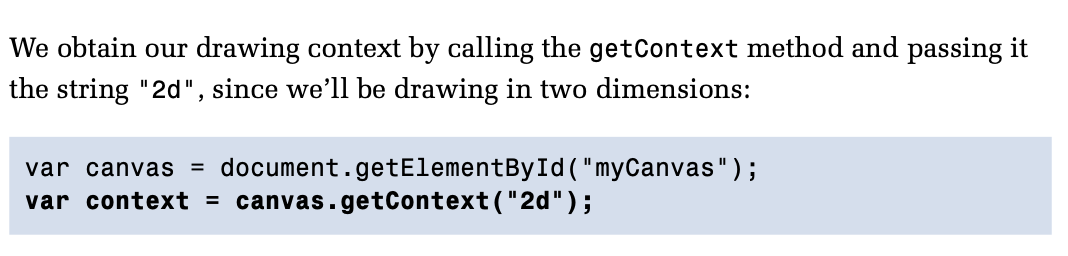 We obtain our drawing context by calling the getContext method and passing it
the string "2d", since we’ll be drawing in two dimensions:
var canvas = document.getElementById("myCanvas");
var context = canvas.getContext("2d");